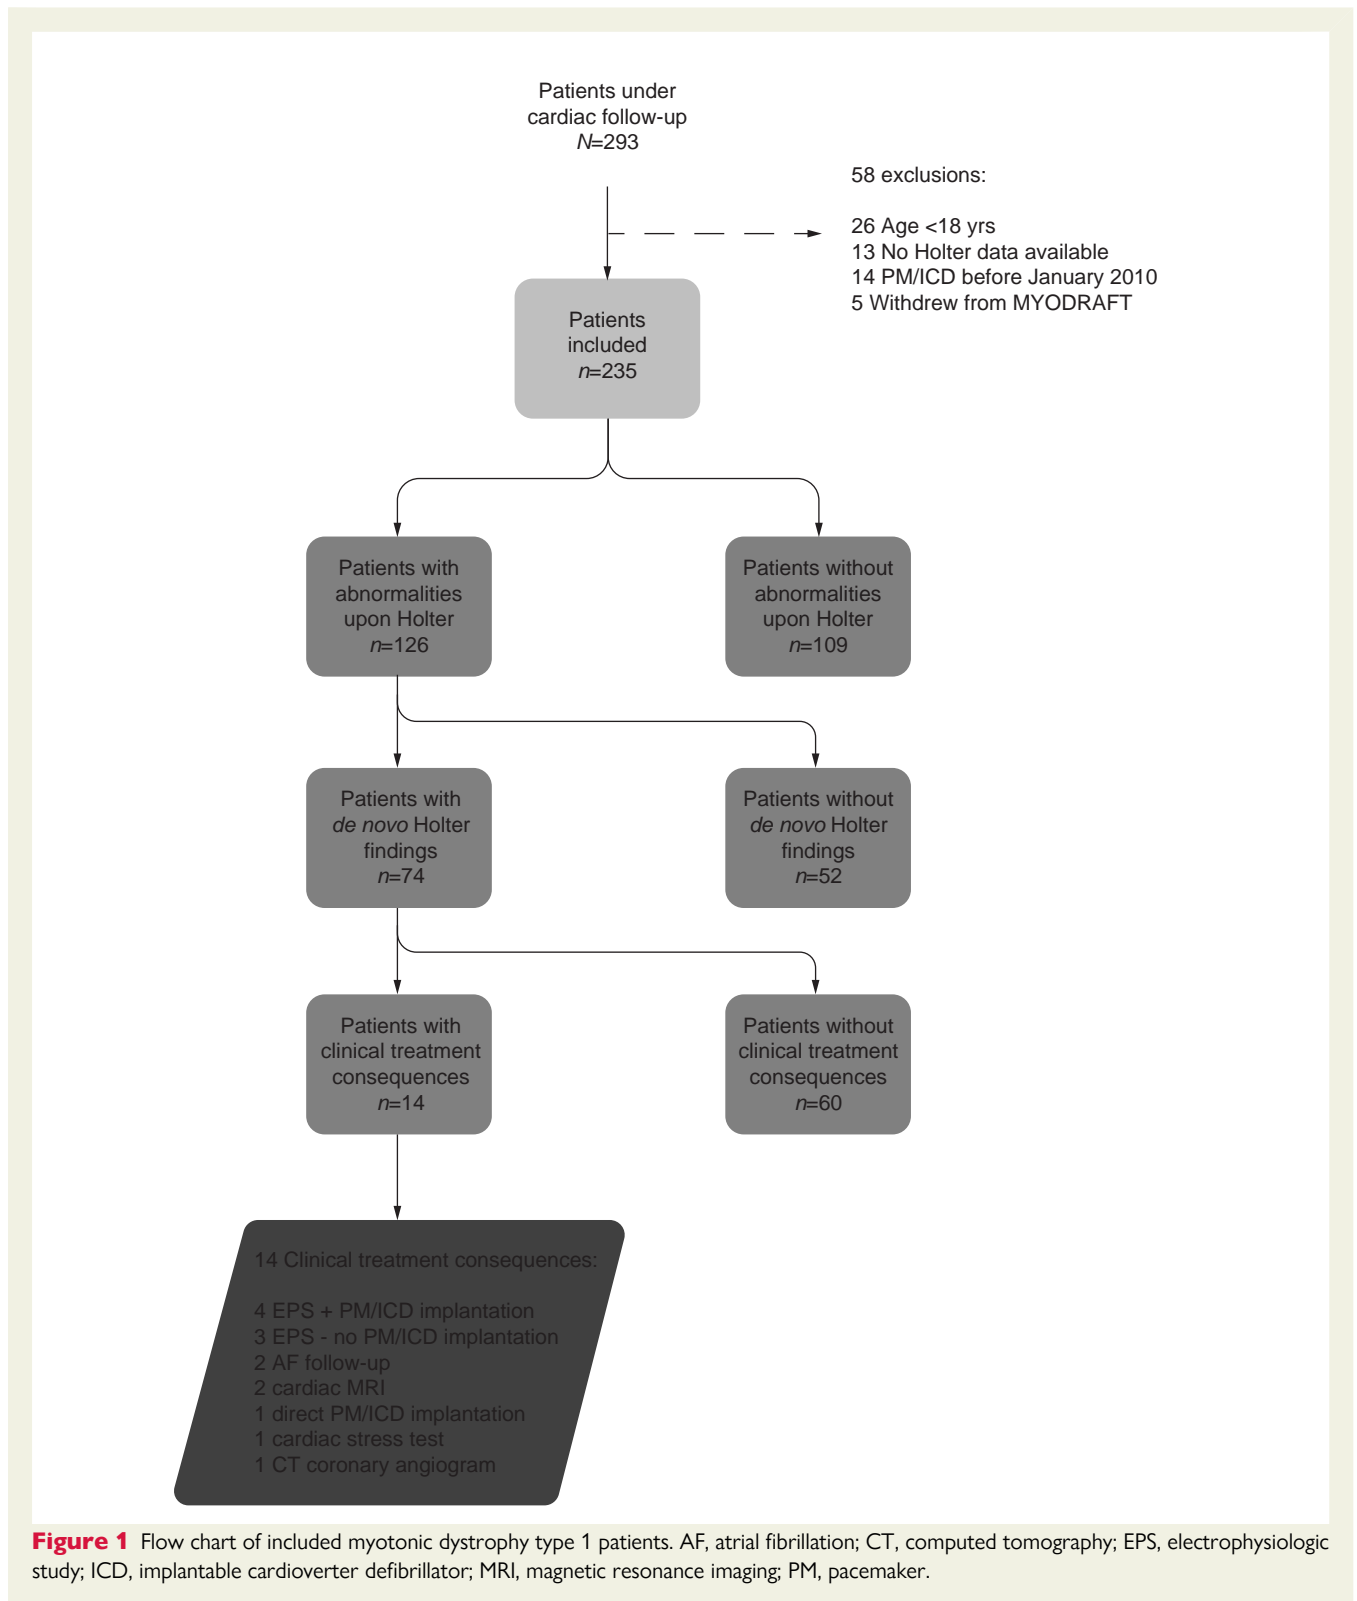 Patients under
cardiac follow-up
N=293
58 exclusions:
26 Age <18 yrs
13 No Holter data available
14 PM/ICD before January 2010
5 Withdrew from MYODRAFT
Patients
included
n=235
Patients with
abnormalities
upon Holter
n=126
Patients without
abnormalities
upon Holter
n=109
Patients with
de novo Holter
findings
n=74
Patients without
de novo Holter
findings
n=52
Patients with
clinical treatment
consequences
n=14
Patients without
clinical treatment
consequences
n=60
14 Clinical treatment consequences:
4 EPS + PM/ICD implantation
3 EPS - no PM/ICD implantation
2 AF follow-up
2 cardiac MRI
1 direct PM/ICD implantation
1 cardiac stress test
1 CT coronary angiogram
Figure 1 Flow chart of included myotonic dystrophy type 1 patients. AF, atrial fibrillation; CT, computed tomography; EPS, electrophysiologic
study; ICD, implantable cardioverter defibrillator; MRI, magnetic resonance imaging; PM, pacemaker.